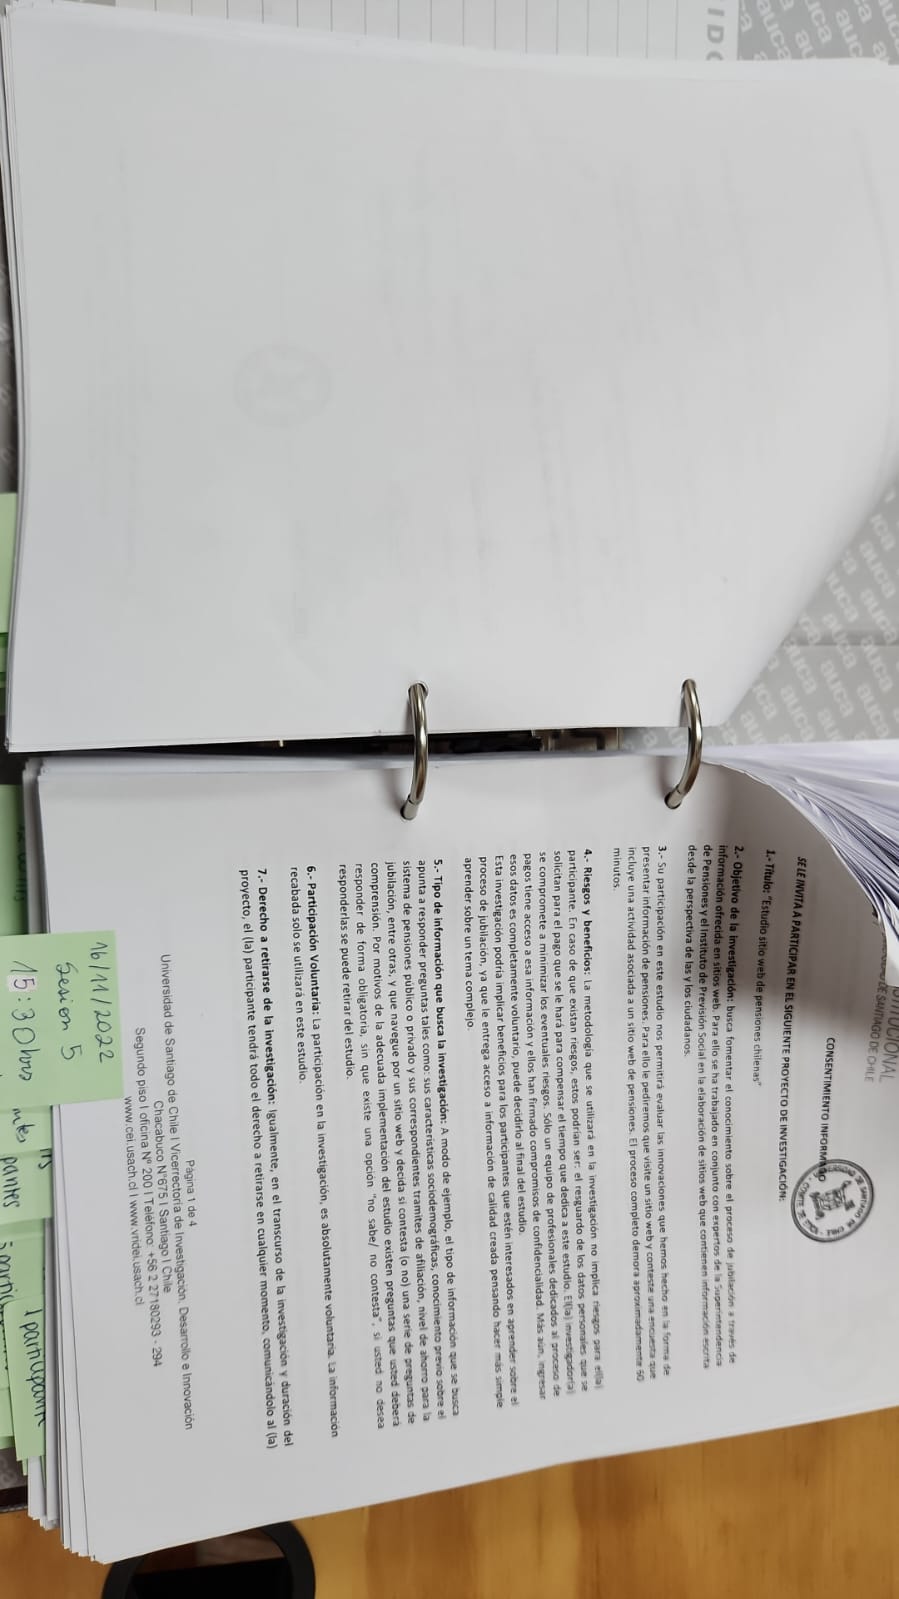 CONSENTIMIENTO INFORMADO
SE LE INVITA A PARTICIPAR EN EL SIGUIENTE PROYECTO DE INVESTIGACIÓN:
1.- Título: "Estudio sitio web de pensiones chilenas"
2.- Objetivo de la investigación: busca fomentar el conocimiento sobre el proceso de jubilación a través de
información ofrecida en sitios web. Para ello se ha trabajado en conjunto con expertos de la Superintendencia
de Pensiones y el Instituto de Previsión Social en la elaboración de sitios web que contienen información escrita
desde la perspectiva de las y los ciudadanos.
3.- Su participación en este estudio nos permitirá evaluar las innovaciones que hemos hecho en la forma de
presentar información de pensiones. Para ello le pediremos que visite un sitio web y conteste una encuesta que
incluye una actividad asociada a un sitio web de pensiones. El proceso completo demora aproximadamente 60
minutos.
4.- Riesgos y beneficios: La metodología que se utilizará en la investigación no implica riesgos para el(la)
participante. En caso de que existan riesgos, estos podrían ser: el resguardo de los datos personales que se
solicitan para el pago que se le hará para compensar el tiempo que dedica a este estudio. El(la) investigador(a)
se compromete a minimizar los eventuales riesgos. Sólo un equipo de profesionales dedicados al proceso de
pagos tiene acceso a esa información y ellos han firmado compromisos de confidencialidad. Más aún, ingresar
esos datos es completamente voluntario, puede decidirlo al final del estudio.
Esta investigación podría implicar beneficios para los participantes que estén interesados en aprender sobre el
proceso de jubilación, ya que le entrega acceso a información de calidad creada pensando hacer más simple
aprender sobre un tema complejo.
5.- Tipo de información que busca la investigación: A modo de ejemplo, el tipo de información que se busca
apunta a responder preguntas tales como: sus características sociodemográficas, conocimiento previo sobre el
sistema de pensiones público o privado y sus correspondientes tramites de afiliación, nivel de ahorro para la
jubilación, entre otras, y que navegue por un sitio web y decida si contesta (o no) una serie de preguntas de
comprensión. Por motivos de la adecuada implementación del estudio existen preguntas que usted deberá
responder de forma obligatoria, sin que existe una opción "no sabe/ no contesta", si usted no desea
responderlas se puede retirar del estudio.
6.- Participación Voluntaria: La participación en la investigación, es absolutamente voluntaria. La información
recabada solo se utilizará en este estudio.
7.- Derecho a retirarse de la investigación: Igualmente, en el transcurso de la investigación y duración del
proyecto, el (la) participante tendrá todo el derecho a retirarse en cualquier momento, comunicándolo al (la)
Página 1 de 4
Universidad de Santiago de Chile I Vicerrectoría de Investigación, Desarrollo e Innovación
Chacabuco N°675 I Santiago I Chile
Segundo piso I oficina Nº 200 I Teléfono: +56 2 27180293 - 294
www.cei.usach.cl I www.vridei.usach.cl
16/11/2022
Sesion 5
15:30 hrs
1 participante
auca
auca
auca